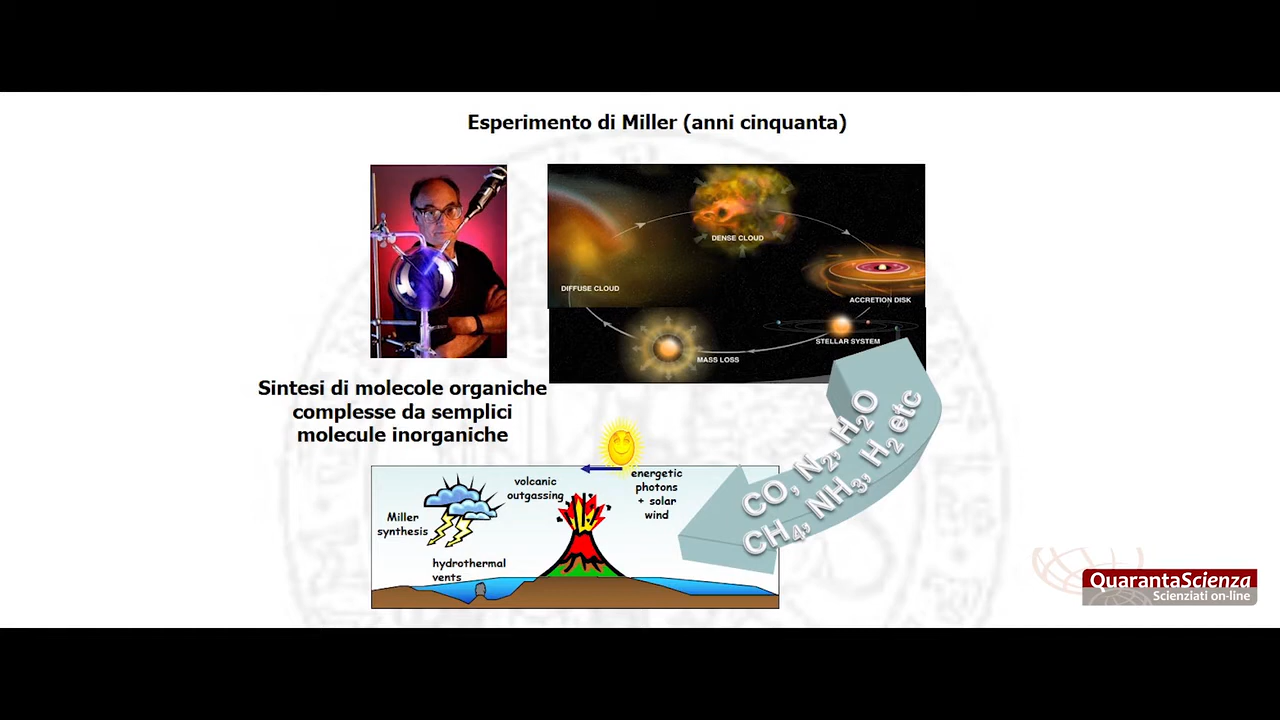 Esperimento di Miller (anni cinquanta)
DENSE CLOUD
DIFFUSE CLOUD
ACCRETION DISK
STELLAR SYSTEM
MASS LOSS
Sintesi di molecole organiche
complesse da semplici
molecule inorganiche
CO, N2, H2O
CH4, NH3, H2 etc
volcanic
outgassing
energetic
photons
+ solar
wind
Miller
synthesis
hydrothermal
vents
QuarantaScienza
Scienziati on-line